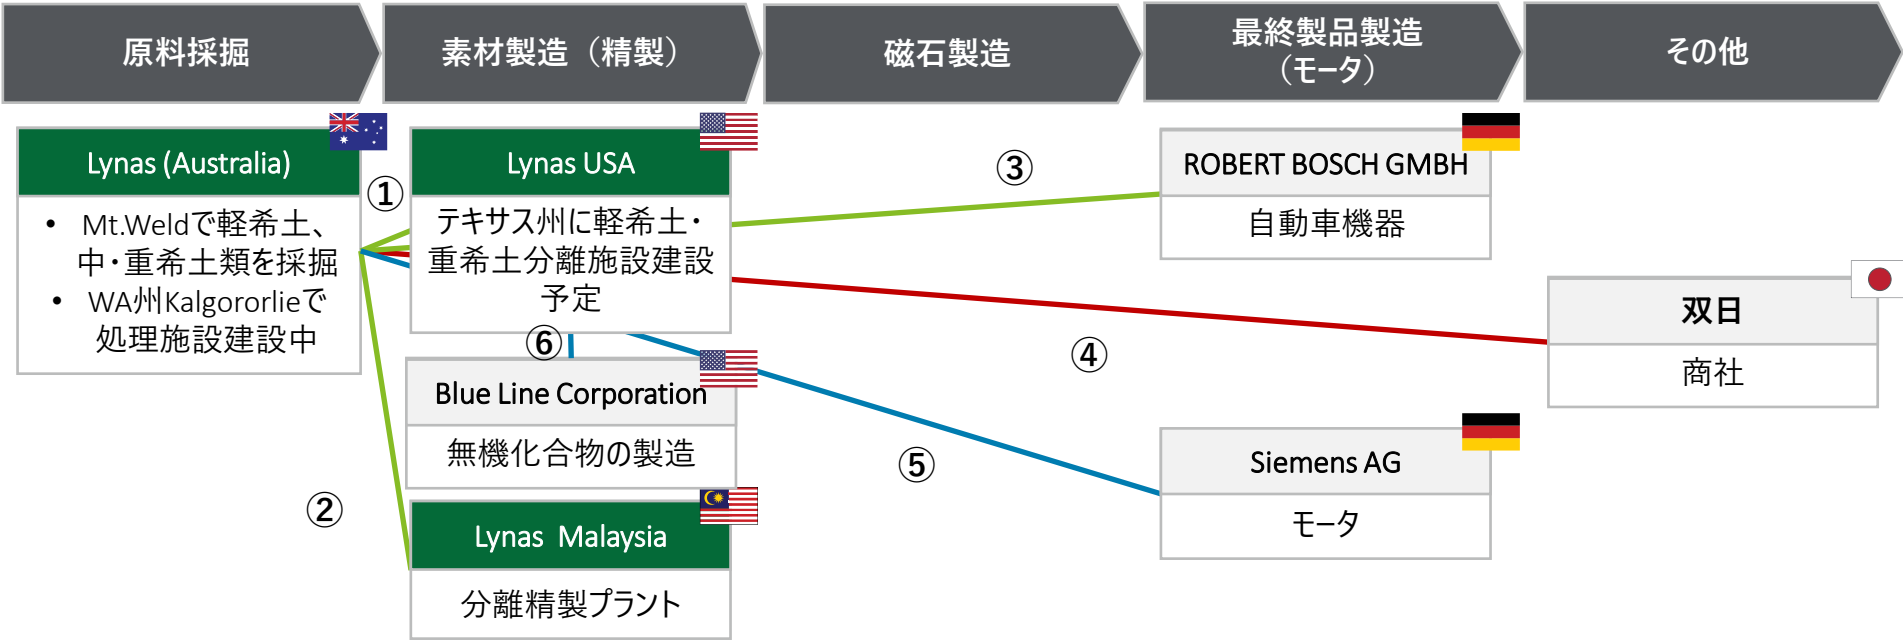 原料採掘
素材製造（精製）
磁石製造
最終製品製造
（モータ）
その他
Lynas (Australia)
• Mt.Weldで軽希土、
中・重希土類を採掘
• WA州Kalgororlieで
処理施設建設中
①
②
Lynas USA
テキサス州に軽希土・
重希土分離施設建設
予定
⑥
Blue Line Corporation
無機化合物の製造
Lynas Malaysia
分離精製プラント
③
④
⑤
ROBERT BOSCH GMBH
自動車機器
Siemens AG
モータ
双日
商社